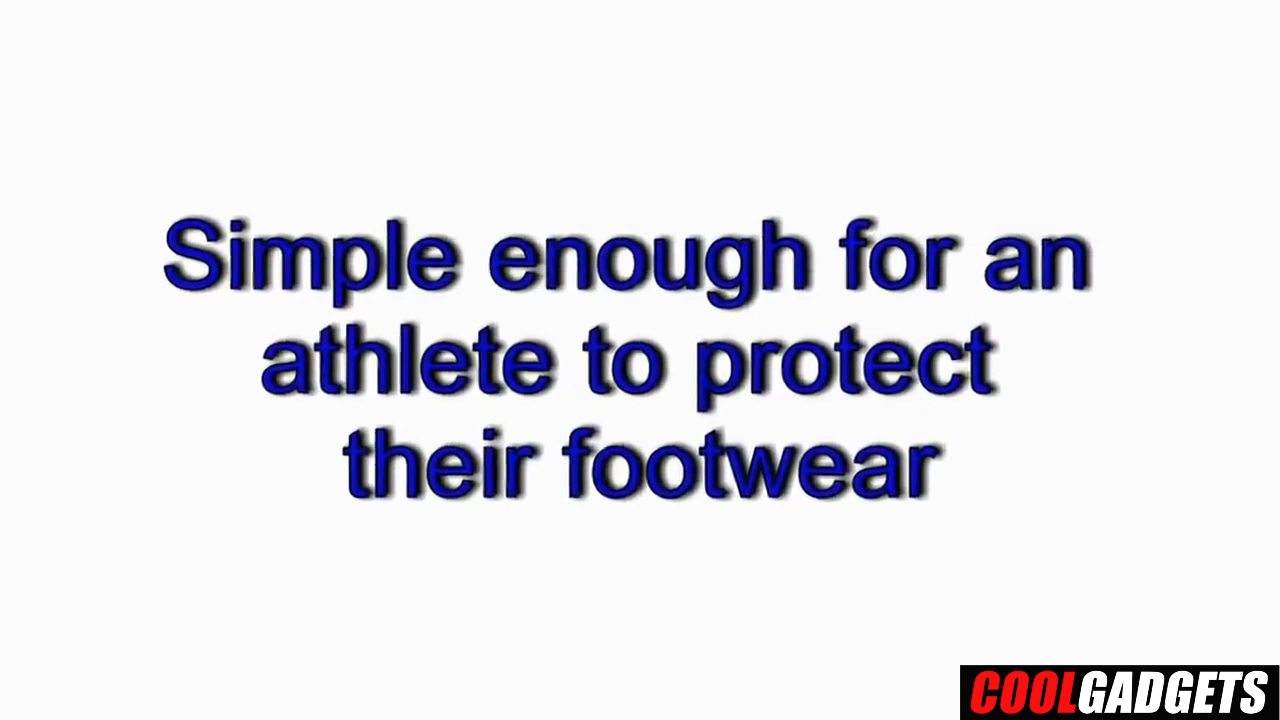 Simple enough for an
athlete to protect
their footwear
COOLGADGETS